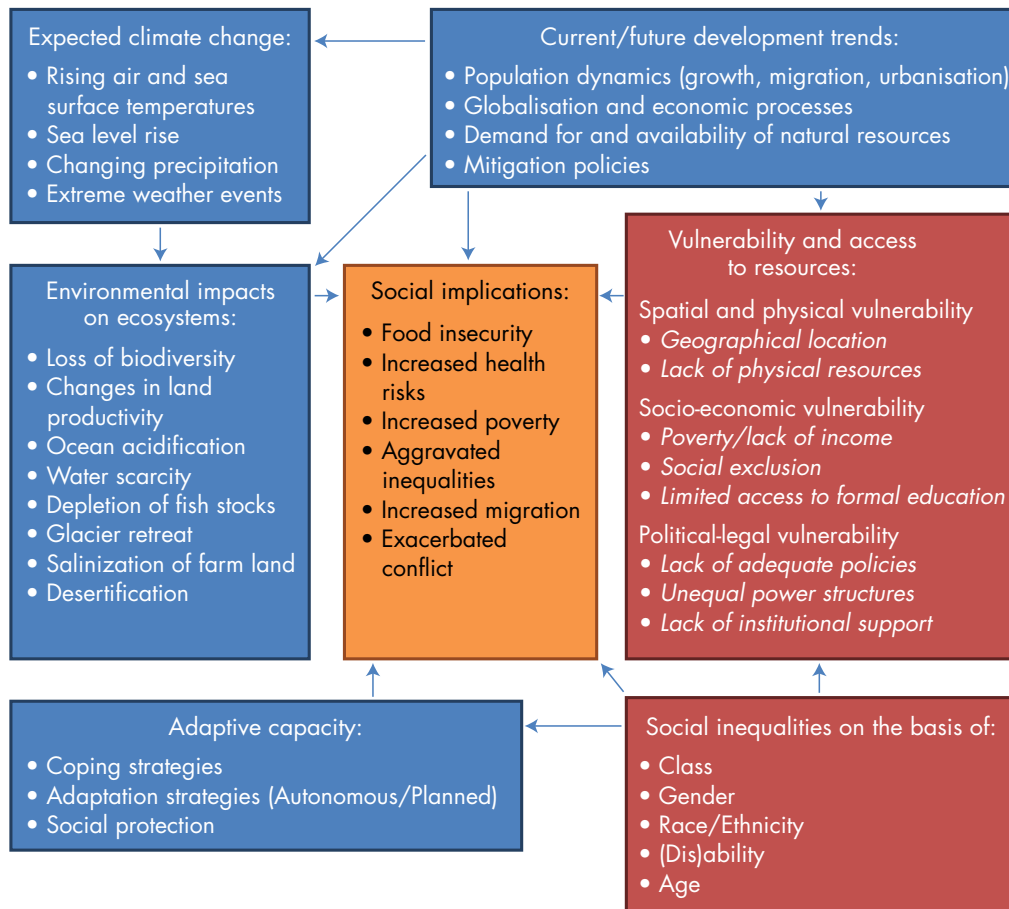 Expected climate change:
• Rising air and sea
surface temperatures
• Sea level rise
• Changing precipitation
• Extreme weather events
Current/future development trends:
• Population dynamics (growth, migration, urbanisation)
• Globalisation and economic processes
• Demand for and availability of natural resources
• Mitigation policies
Environmental impacts
on ecosystems:
• Loss of biodiversity
• Changes in land
productivity
• Ocean acidification
• Water scarcity
• Depletion of fish stocks
• Glacier retreat
• Salinization of farm land
• Desertification
Social implications:
• Food insecurity
• Increased health
risks
• Increased poverty
• Aggravated
inequalities
• Increased migration
• Exacerbated
conflict
Vulnerability and access
to resources:
Spatial and physical vulnerability
• Geographical location
• Lack of physical resources
Socio-economic vulnerability
• Poverty/lack of income
• Social exclusion
• Limited access to formal education
Political-legal vulnerability
• Lack of adequate policies
• Unequal power structures
• Lack of institutional support
Adaptive capacity:
• Coping strategies
• Adaptation strategies (Autonomous/Planned)
• Social protection
Social inequalities on the basis of:
• Class
• Gender
• Race/Ethnicity
• (Dis)ability
• Age